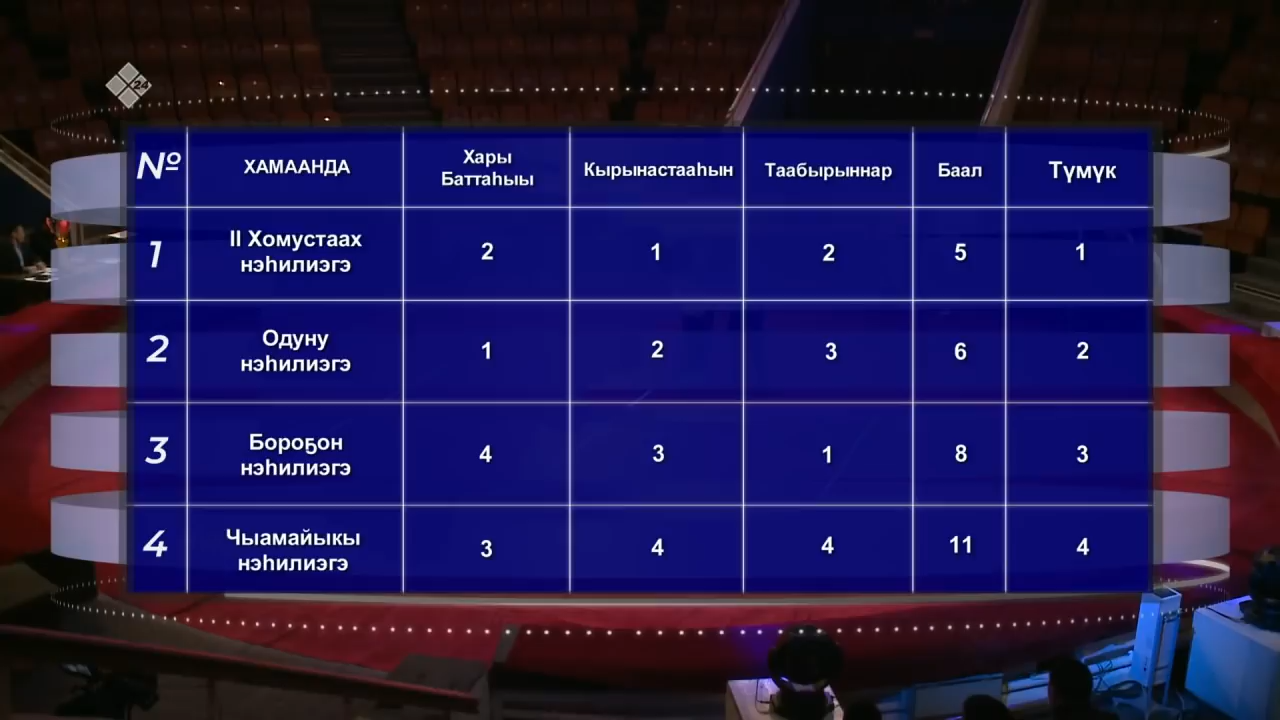 24
№ ХАМААНДА Хары Баттаһыы Кырынастааһын Таабырыннар Баал Түмүк
1 II Хомустаах нэһилиэгэ 2 1 2 5 1
2 Одуну нэһилиэгэ 1 2 3 6 2
3 Бороҕон нэһилиэгэ 4 3 1 8 3
4 Чыамайыкы нэһилиэгэ 3 4 4 11 4